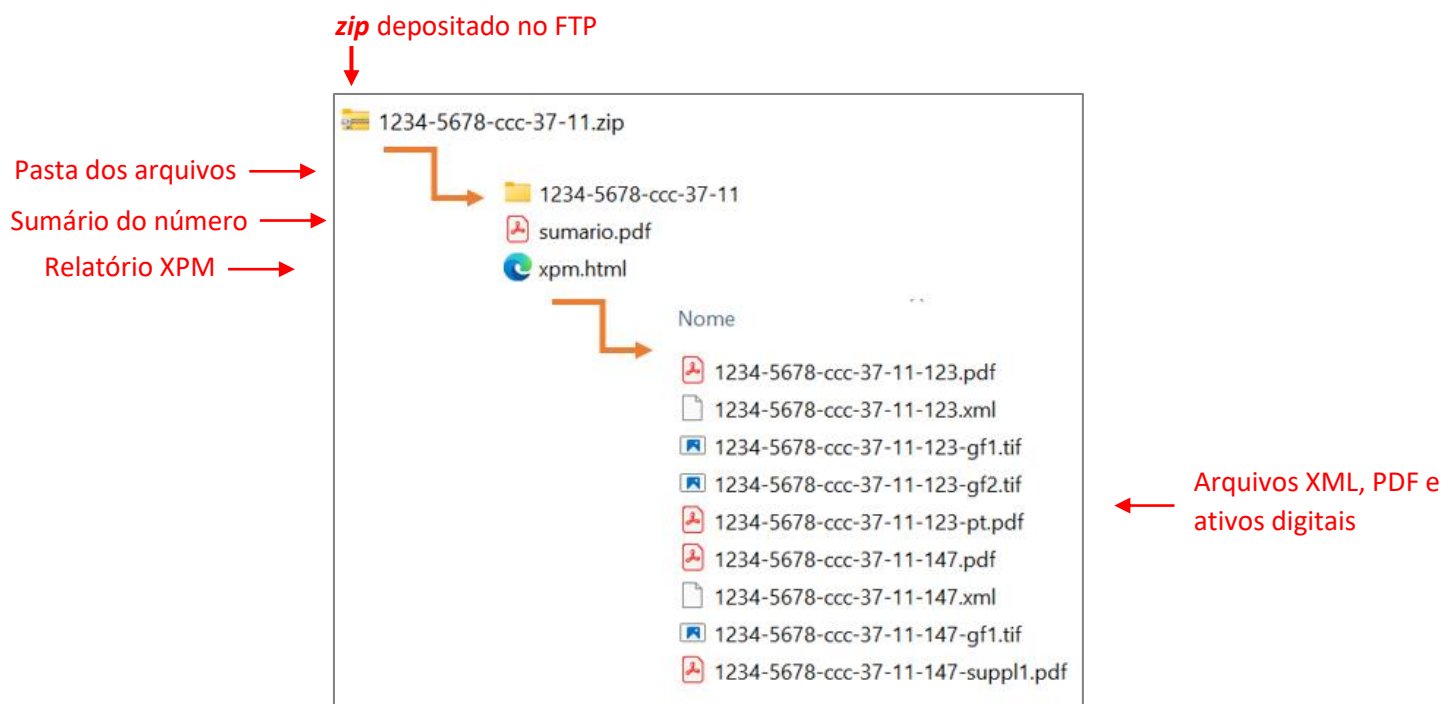 zip depositado no FTP
1234-5678-ccc-37-11.zip
Pasta dos arquivos
1234-5678-ccc-37-11
Sumário do número
sumario.pdf
Relatório XPM
xpm.html
Nome
1234-5678-ccc-37-11-123.pdf
1234-5678-ccc-37-11-123.xml
1234-5678-ccc-37-11-123-gf1.tif
1234-5678-ccc-37-11-123-gf2.tif
1234-5678-ccc-37-11-123-pt.pdf
1234-5678-ccc-37-11-147.pdf
1234-5678-ccc-37-11-147.xml
1234-5678-ccc-37-11-147-gf1.tif
1234-5678-ccc-37-11-147-suppl1.pdf
Arquivos XML, PDF e
ativos digitais